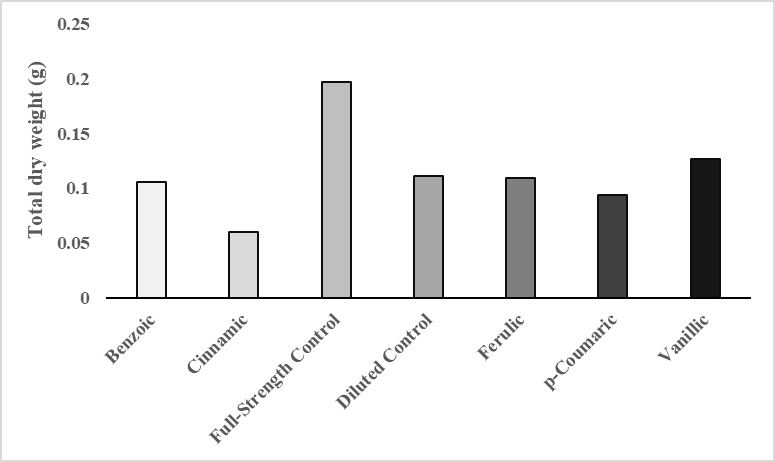 0.25
0.2
0.15
0.1
0.05
0
Total dry weight (g)
Benzoic
Cinnamic
Full-Strength Control
Diluted Control
Ferulic
p-Coumaric
Vanillic